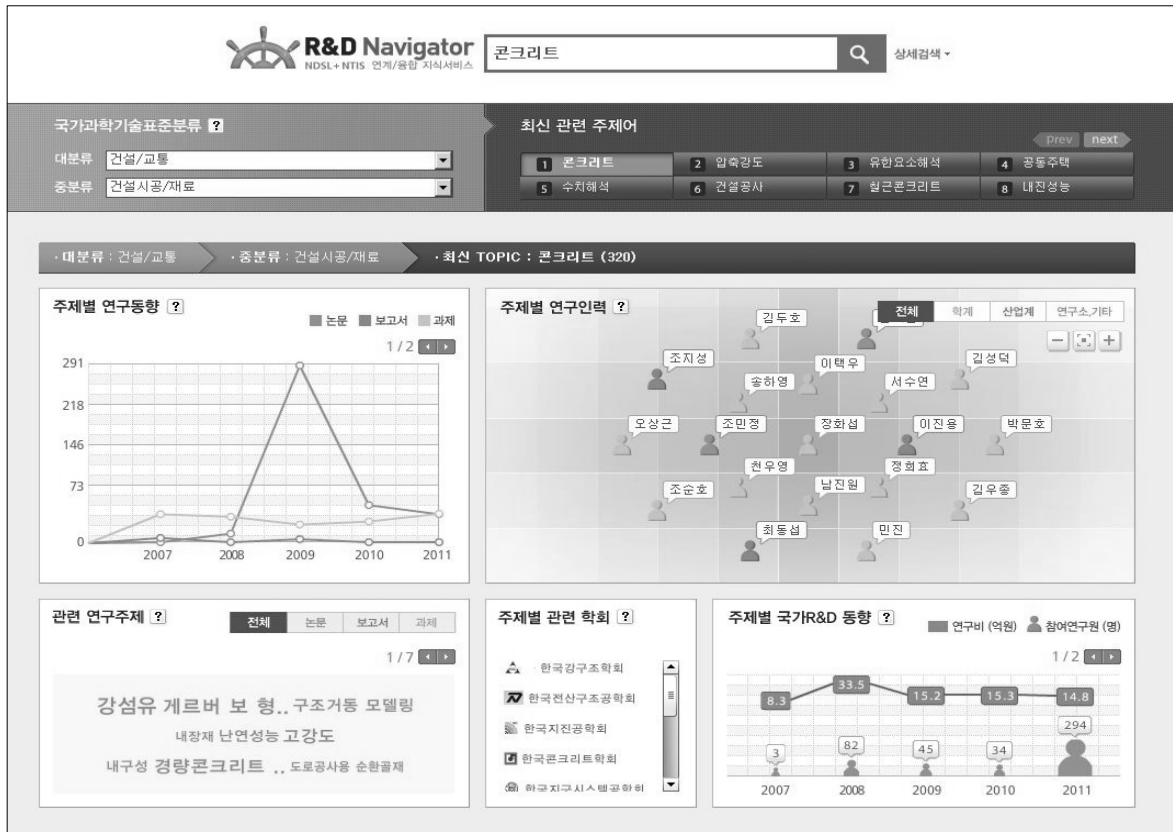 R&D Navigator
NDSL+NTIS 연계/융합 지식서비스
콘크리트
상세검색
국가과학기술표준분류 ?
대분류 건설/교통
중분류 건설시공/재료
최신 관련 주제어
prev next
1 콘크리트 2 압축강도 3 유한요소해석 4 공동주택
5 수치해석 6 건설공사 7 철근콘크리트 8 내진성능
· 대분류 : 건설/교통 · 중분류 : 건설시공/재료 · 최신 TOPIC : 콘크리트 (320)
주제별 연구동향 ?
논문 보고서 과제
1 / 2
291
218
146
73
0
2007 2008 2009 2010 2011
주제별 연구인력 ?
전체 학계 산업계 연구소,기타
김두호
조지성 이택우 김성덕
송하영 서수연
오상근 조민정 장화섭 이진용 박문호
천우영 정희효
조순호 남진원 김우종
최동섭 민진
관련 연구주제 ?
전체 논문 보고서 과제
1 / 7
강섬유 게르버 보 형.. 구조거동 모델링
내장재 난연성능 고강도
내구성 경량콘크리트 .. 도로공사용 순환골재
주제별 관련 학회 ?
한국강구조학회
한국전산구조공학회
한국지진공학회
한국콘크리트학회
한국지구시스템공학회
주제별 국가R&D 동향 ?
연구비 (억원) 참여연구원 (명)
1 / 2
8.3 33.5 15.2 15.3 14.8
3 82 45 34 294
2007 2008 2009 2010 2011